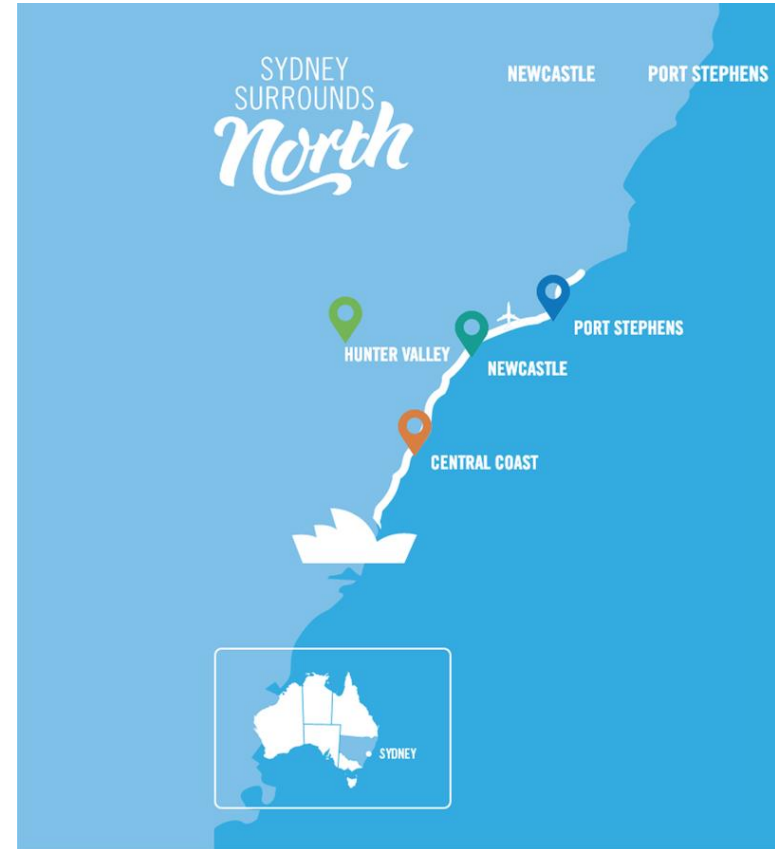 SYDNEY
SURROUNDS
North
NEWCASTLE
PORT STEPHENS
PORT STEPHENS
HUNTER VALLEY
NEWCASTLE
CENTRAL COAST
SYDNEY